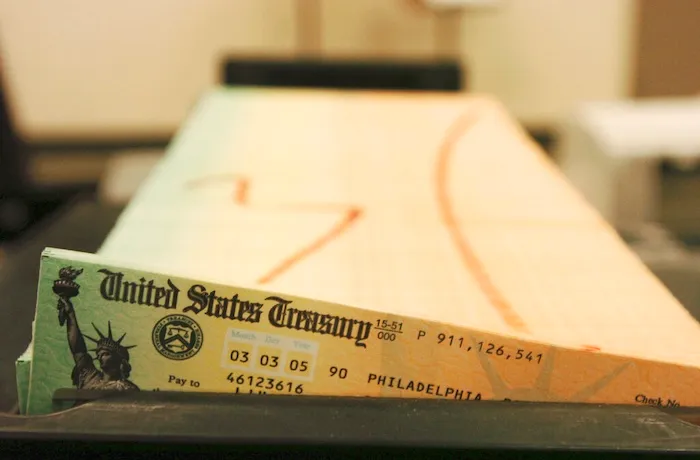 United States Treasury 15-51 000 P 911,126,541
Month Day Year
03 03 05 90 PHILADELPHIA,
Pay to 46123616
Check No.